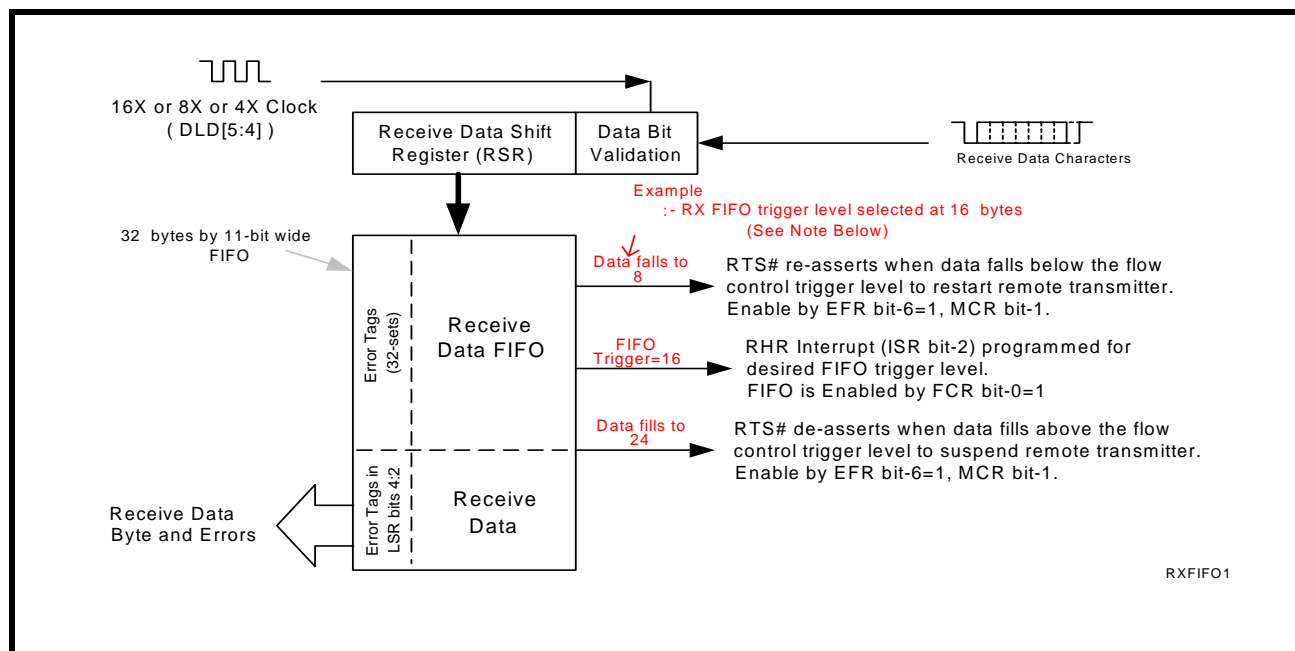 16X or 8X or 4X Clock
( DLD[5:4] )
Receive Data Shift
Register (RSR)
Data Bit
Validation
Receive Data Characters
Example
:- RX FIFO trigger level selected at 16 bytes
(See Note Below)
32 bytes by 11-bit wide
FIFO
Error Tags
(32-sets)
Receive
Data FIFO
Data falls to
8
RTS# re-asserts when data falls below the flow
control trigger level to restart remote transmitter.
Enable by EFR bit-6=1, MCR bit-1.
FIFO
Trigger=16
RHR Interrupt (ISR bit-2) programmed for
desired FIFO trigger level.
FIFO is Enabled by FCR bit-0=1
Data fills to
24
RTS# de-asserts when data fills above the flow
control trigger level to suspend remote transmitter.
Enable by EFR bit-6=1, MCR bit-1.
Error Tags in
LSR bits 4:2
Receive
Data
Receive Data
Byte and Errors
RXFIFO1